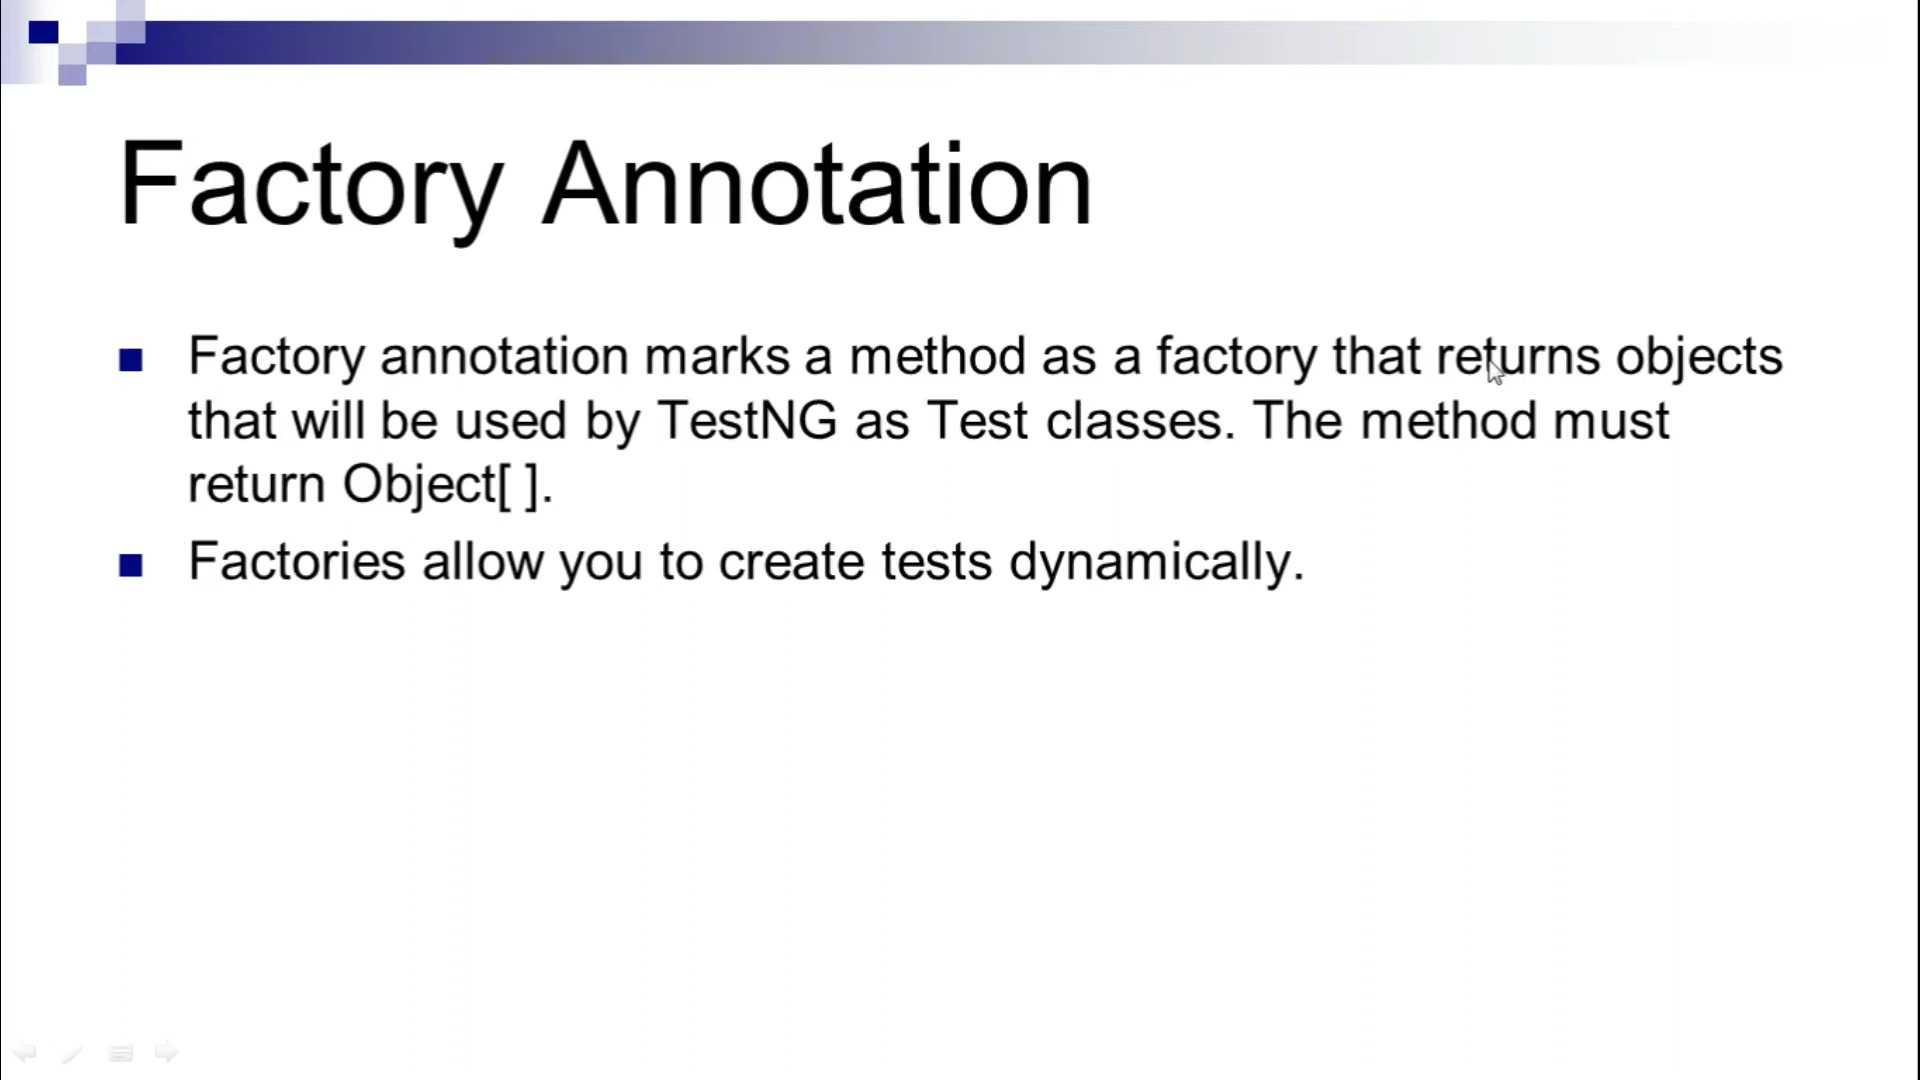 Factory Annotation
Factory annotation marks a method as a factory that returns objects
that will be used by TestNG as Test classes. The method must
return Object[ ].
Factories allow you to create tests dynamically.